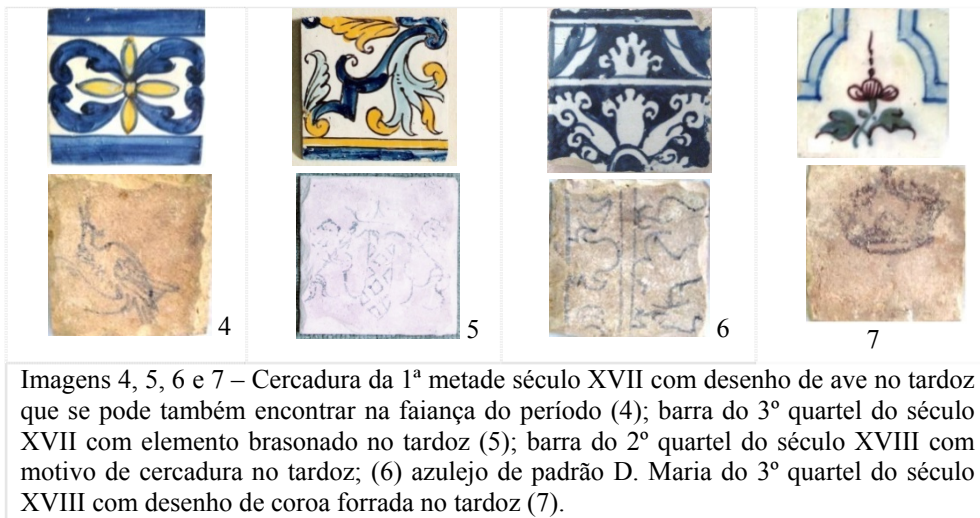 4
5
6
7
Imagens 4, 5, 6 e 7 – Cercadura da 1ª metade século XVII com desenho de ave no tardoz
que se pode também encontrar na faiança do período (4); barra do 3º quartel do século
XVII com elemento brasonado no tardoz (5); barra do 2º quartel do século XVIII com
motivo de cercadura no tardoz; (6) azulejo de padrão D. Maria do 3º quartel do século
XVIII com desenho de coroa forrada no tardoz (7).